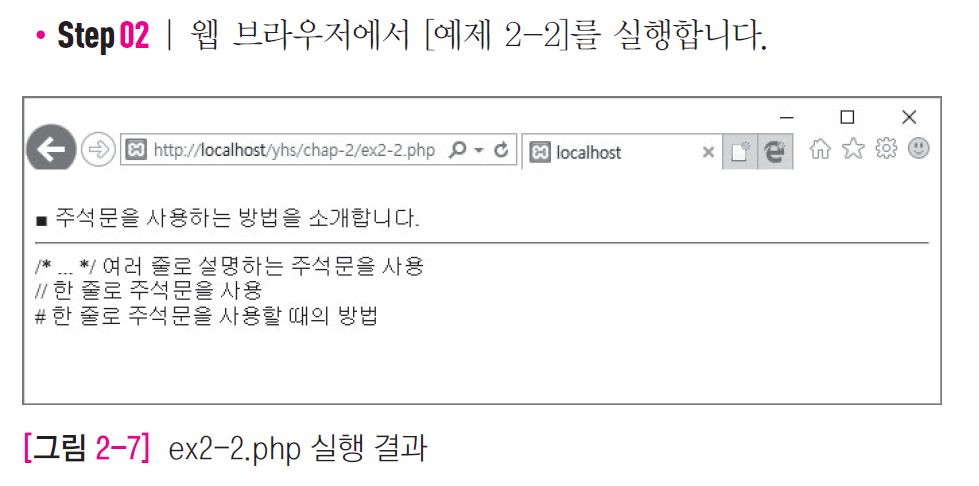 • Step 02 | 웹 브라우저에서 [예제 2-2]를 실행합니다.
http://localhost/yhs/chap-2/ex2-2.php
localhost
■ 주석문을 사용하는 방법을 소개합니다.
/* ... */ 여러 줄로 설명하는 주석문을 사용
// 한 줄로 주석문을 사용
# 한 줄로 주석문을 사용할 때의 방법
[그림 2-7] ex2-2.php 실행 결과